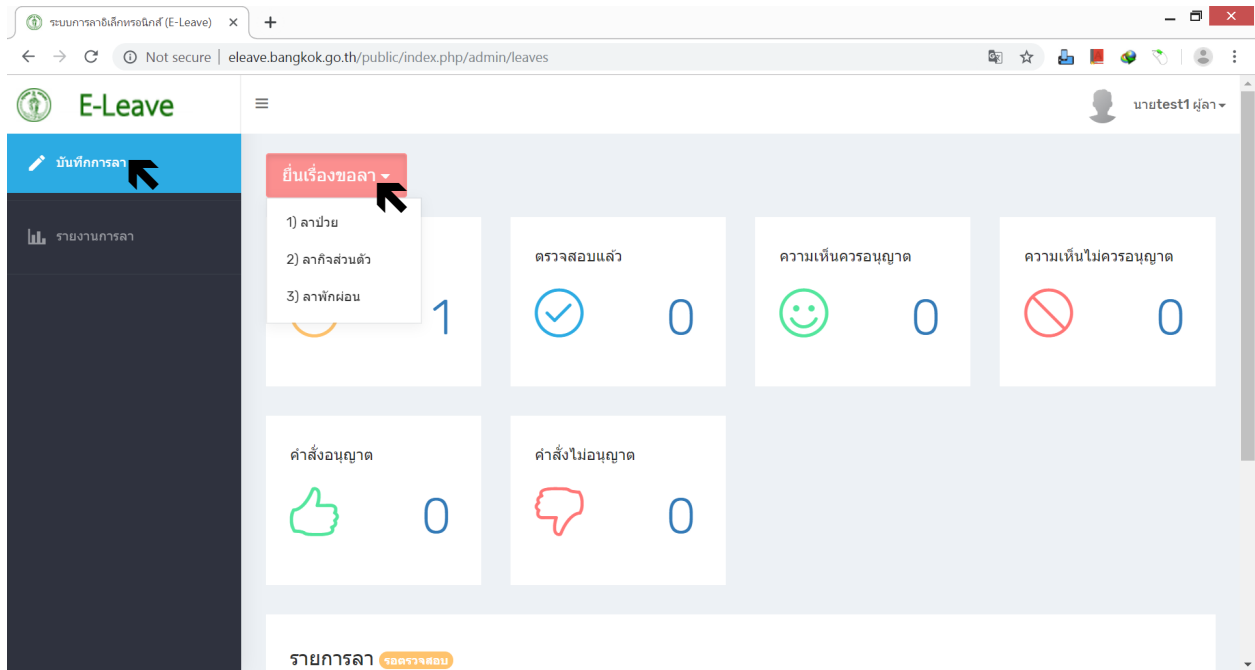 ระบบการลาอิเล็กทรอนิกส์ (E-Leave)
Not secure | eleave.bangkok.go.th/public/index.php/admin/leaves
E-Leave
นายtest1 ผู้ลา
บันทึกการลา
รายงานการลา
ยื่นเรื่องขอลา
1) ลาป่วย
2) ลากิจส่วนตัว
3) ลาพักผ่อน
1
ตรวจสอบแล้ว
0
ความเห็นควรอนุญาต
0
ความเห็นไม่ควรอนุญาต
0
คำสั่งอนุญาต
0
คำสั่งไม่อนุญาต
0
รายการลา รอตรวจสอบ